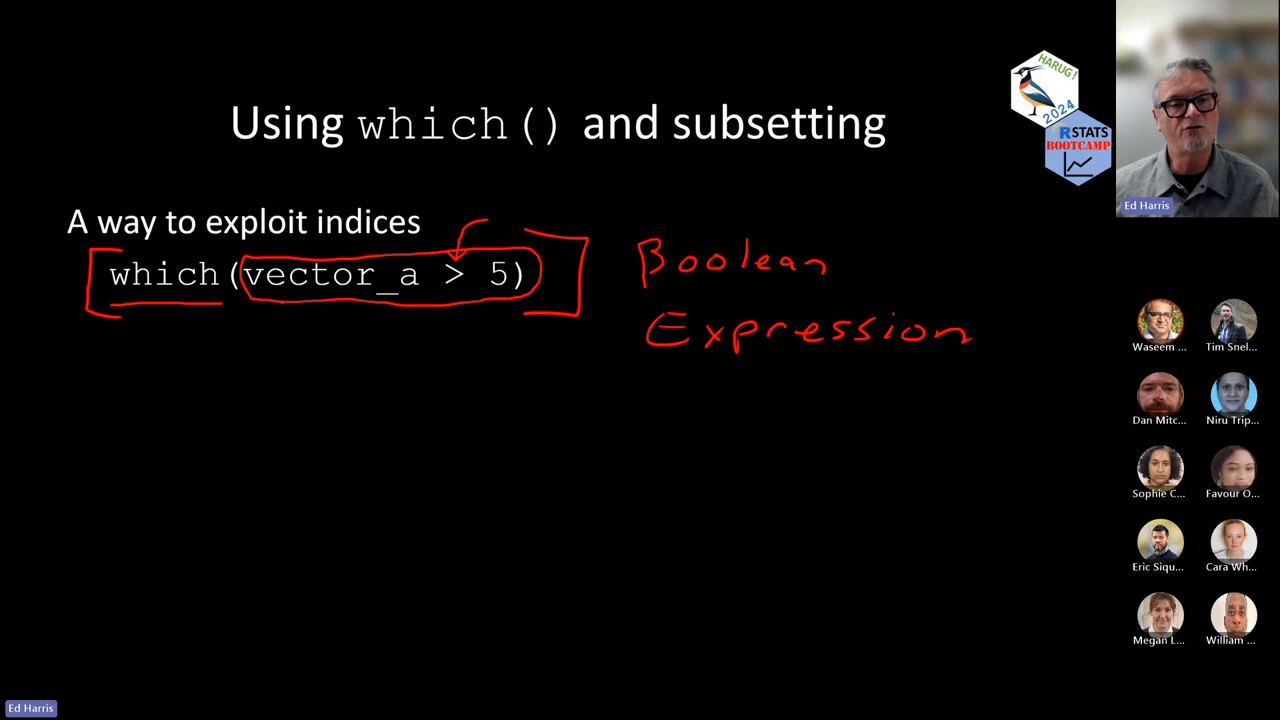 HARUG!
2024
RSTATS
BOOTCAMP
Using which() and subsetting
Ed Harris
A way to exploit indices
which(vector_a > 5)
Boolean
Expression
Waseem ...
Tim Snel...
Dan Mitc...
Niru Trip...
Sophie C...
Favour O...
Eric Siqu...
Cara Wh...
Megan L...
William ...
Ed Harris